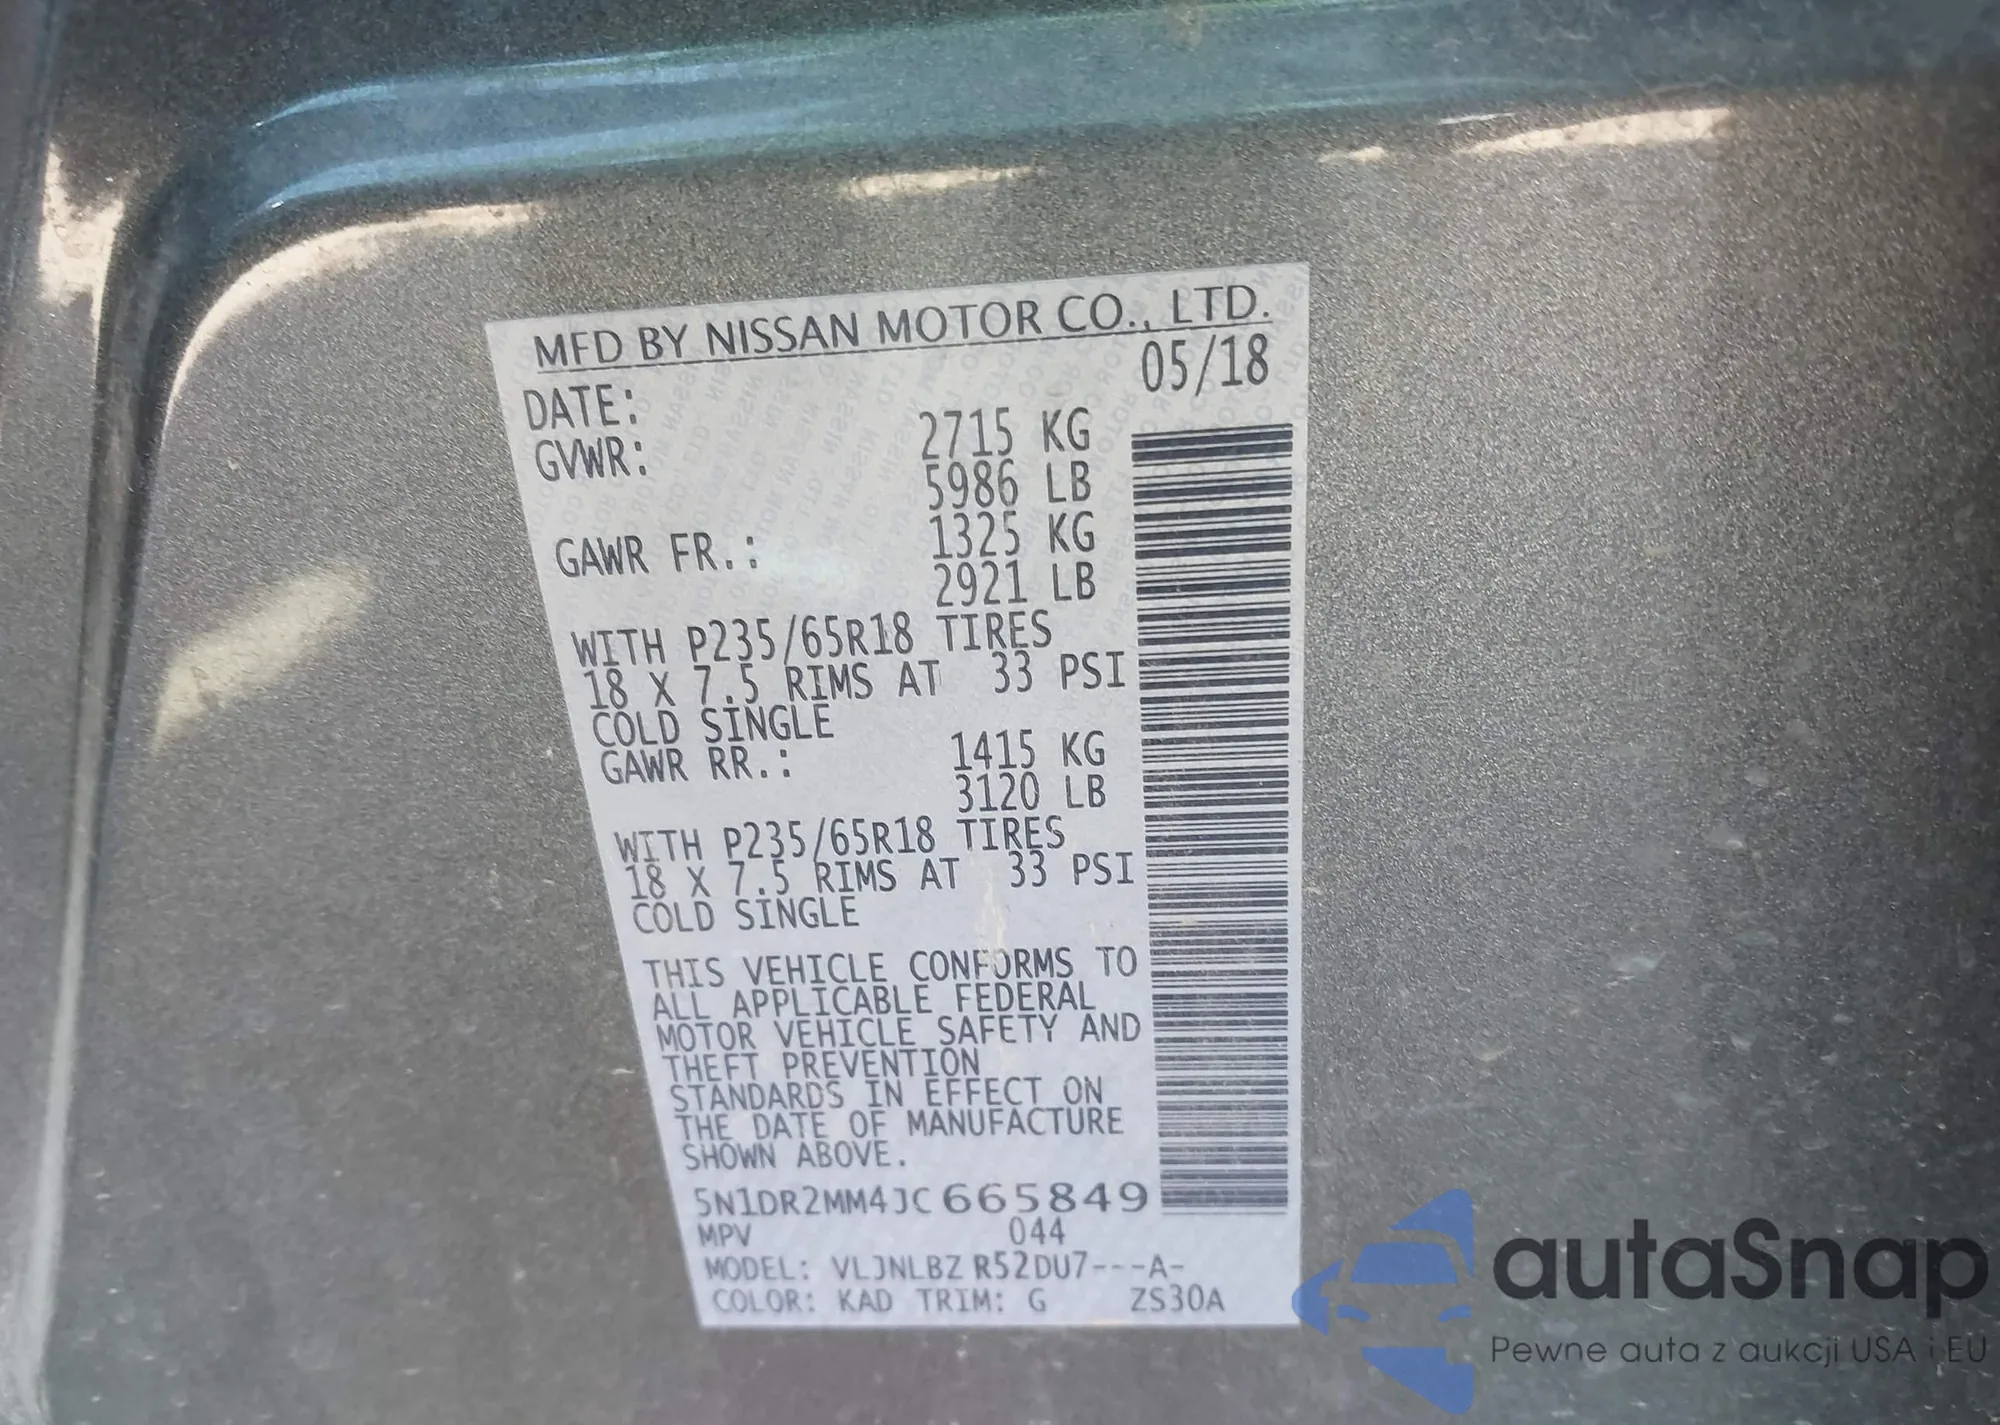 MFD BY NISSAN MOTOR CO., LTD.
DATE: 05/18
GVWR: 2715 KG
5986 LB
GAWR FR.: 1325 KG
2921 LB
WITH P235/65R18 TIRES
18 X 7.5 RIMS AT 33 PSI
COLD SINGLE
GAWR RR.: 1415 KG
3120 LB
WITH P235/65R18 TIRES
18 X 7.5 RIMS AT 33 PSI
COLD SINGLE
THIS VEHICLE CONFORMS TO
ALL APPLICABLE FEDERAL
MOTOR VEHICLE SAFETY AND
THEFT PREVENTION
STANDARDS IN EFFECT ON
THE DATE OF MANUFACTURE
SHOWN ABOVE.
5N1DR2MM4JC665849
MPV 044
MODEL: VLJNLBZ R52DU7---A-
COLOR: KAD TRIM: G ZS30A
autaSnap
Pewne auta z aukcji USA i EU